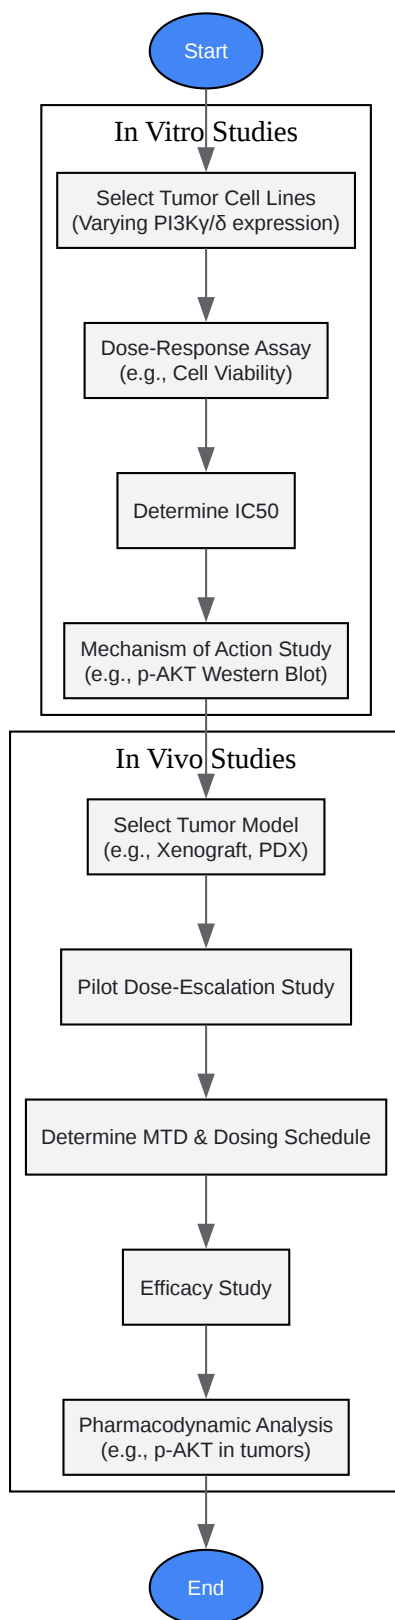 Start
In Vitro Studies
Select Tumor Cell Lines
(Varying PI3Kγ/δ expression)
Dose-Response Assay
(e.g., Cell Viability)
Determine IC50
Mechanism of Action Study
(e.g., p-AKT Western Blot)
In Vivo Studies
Select Tumor Model
(e.g., Xenograft, PDX)
Pilot Dose-Escalation Study
Determine MTD & Dosing Schedule
Efficacy Study
Pharmacodynamic Analysis
(e.g., p-AKT in tumors)
End